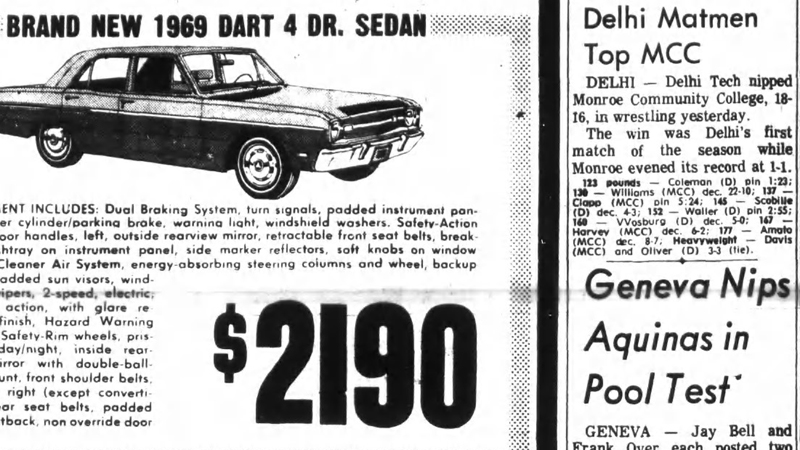 BRAND NEW 1969 DART 4 DR. SEDAN
ENT INCLUDES: Dual Braking System, turn signals, padded instrument pan-
er cylinder/parking brake, warning light, windshield washers. Safety-Action
oor handles, left, outside rearview mirror, retractable front seat belts, break-
htray on instrument panel, side marker reflectors, soft knobs on window
Cleaner Air System, energy-absorbing steering columns and wheel, backup
added sun visors, wind-
ipers, 2-speed, electric;
action, with glare re-
finish, Hazard Warning
Safety-Rim wheels, pris-
day/night, inside rear-
irror with double-ball-
unt, front shoulder belts,
right (except converti-
ear seat belts, padded
tback, non override door
$2190
Delhi Matmen
Top MCC
DELHI — Delhi Tech nipped
Monroe Community College, 18-
16, in wrestling yesterday.
The win was Delhi's first
match of the season while
Monroe evened its record at 1-1.
123 pounds — Coleman (D) pin 1:23;
130 — Williams (MCC) dec. 22-10; 137 —
Clapp (MCC) pin 5:24; 145 — Scobille
(D) dec. 4-3; 152 — Waller (D) pin 2:55;
160 — VVosburg (D) dec. 5-0; 167 —
Harvey (MCC) dec. 6-2; 177 — Amato
(MCC) dec. 8-7; Heavyweight — Davis
(MCC) and Oliver (D) 3-3 (tie).
Geneva Nips
Aquinas in
Pool Test
GENEVA — Jay Bell and
Frank Over each posted two